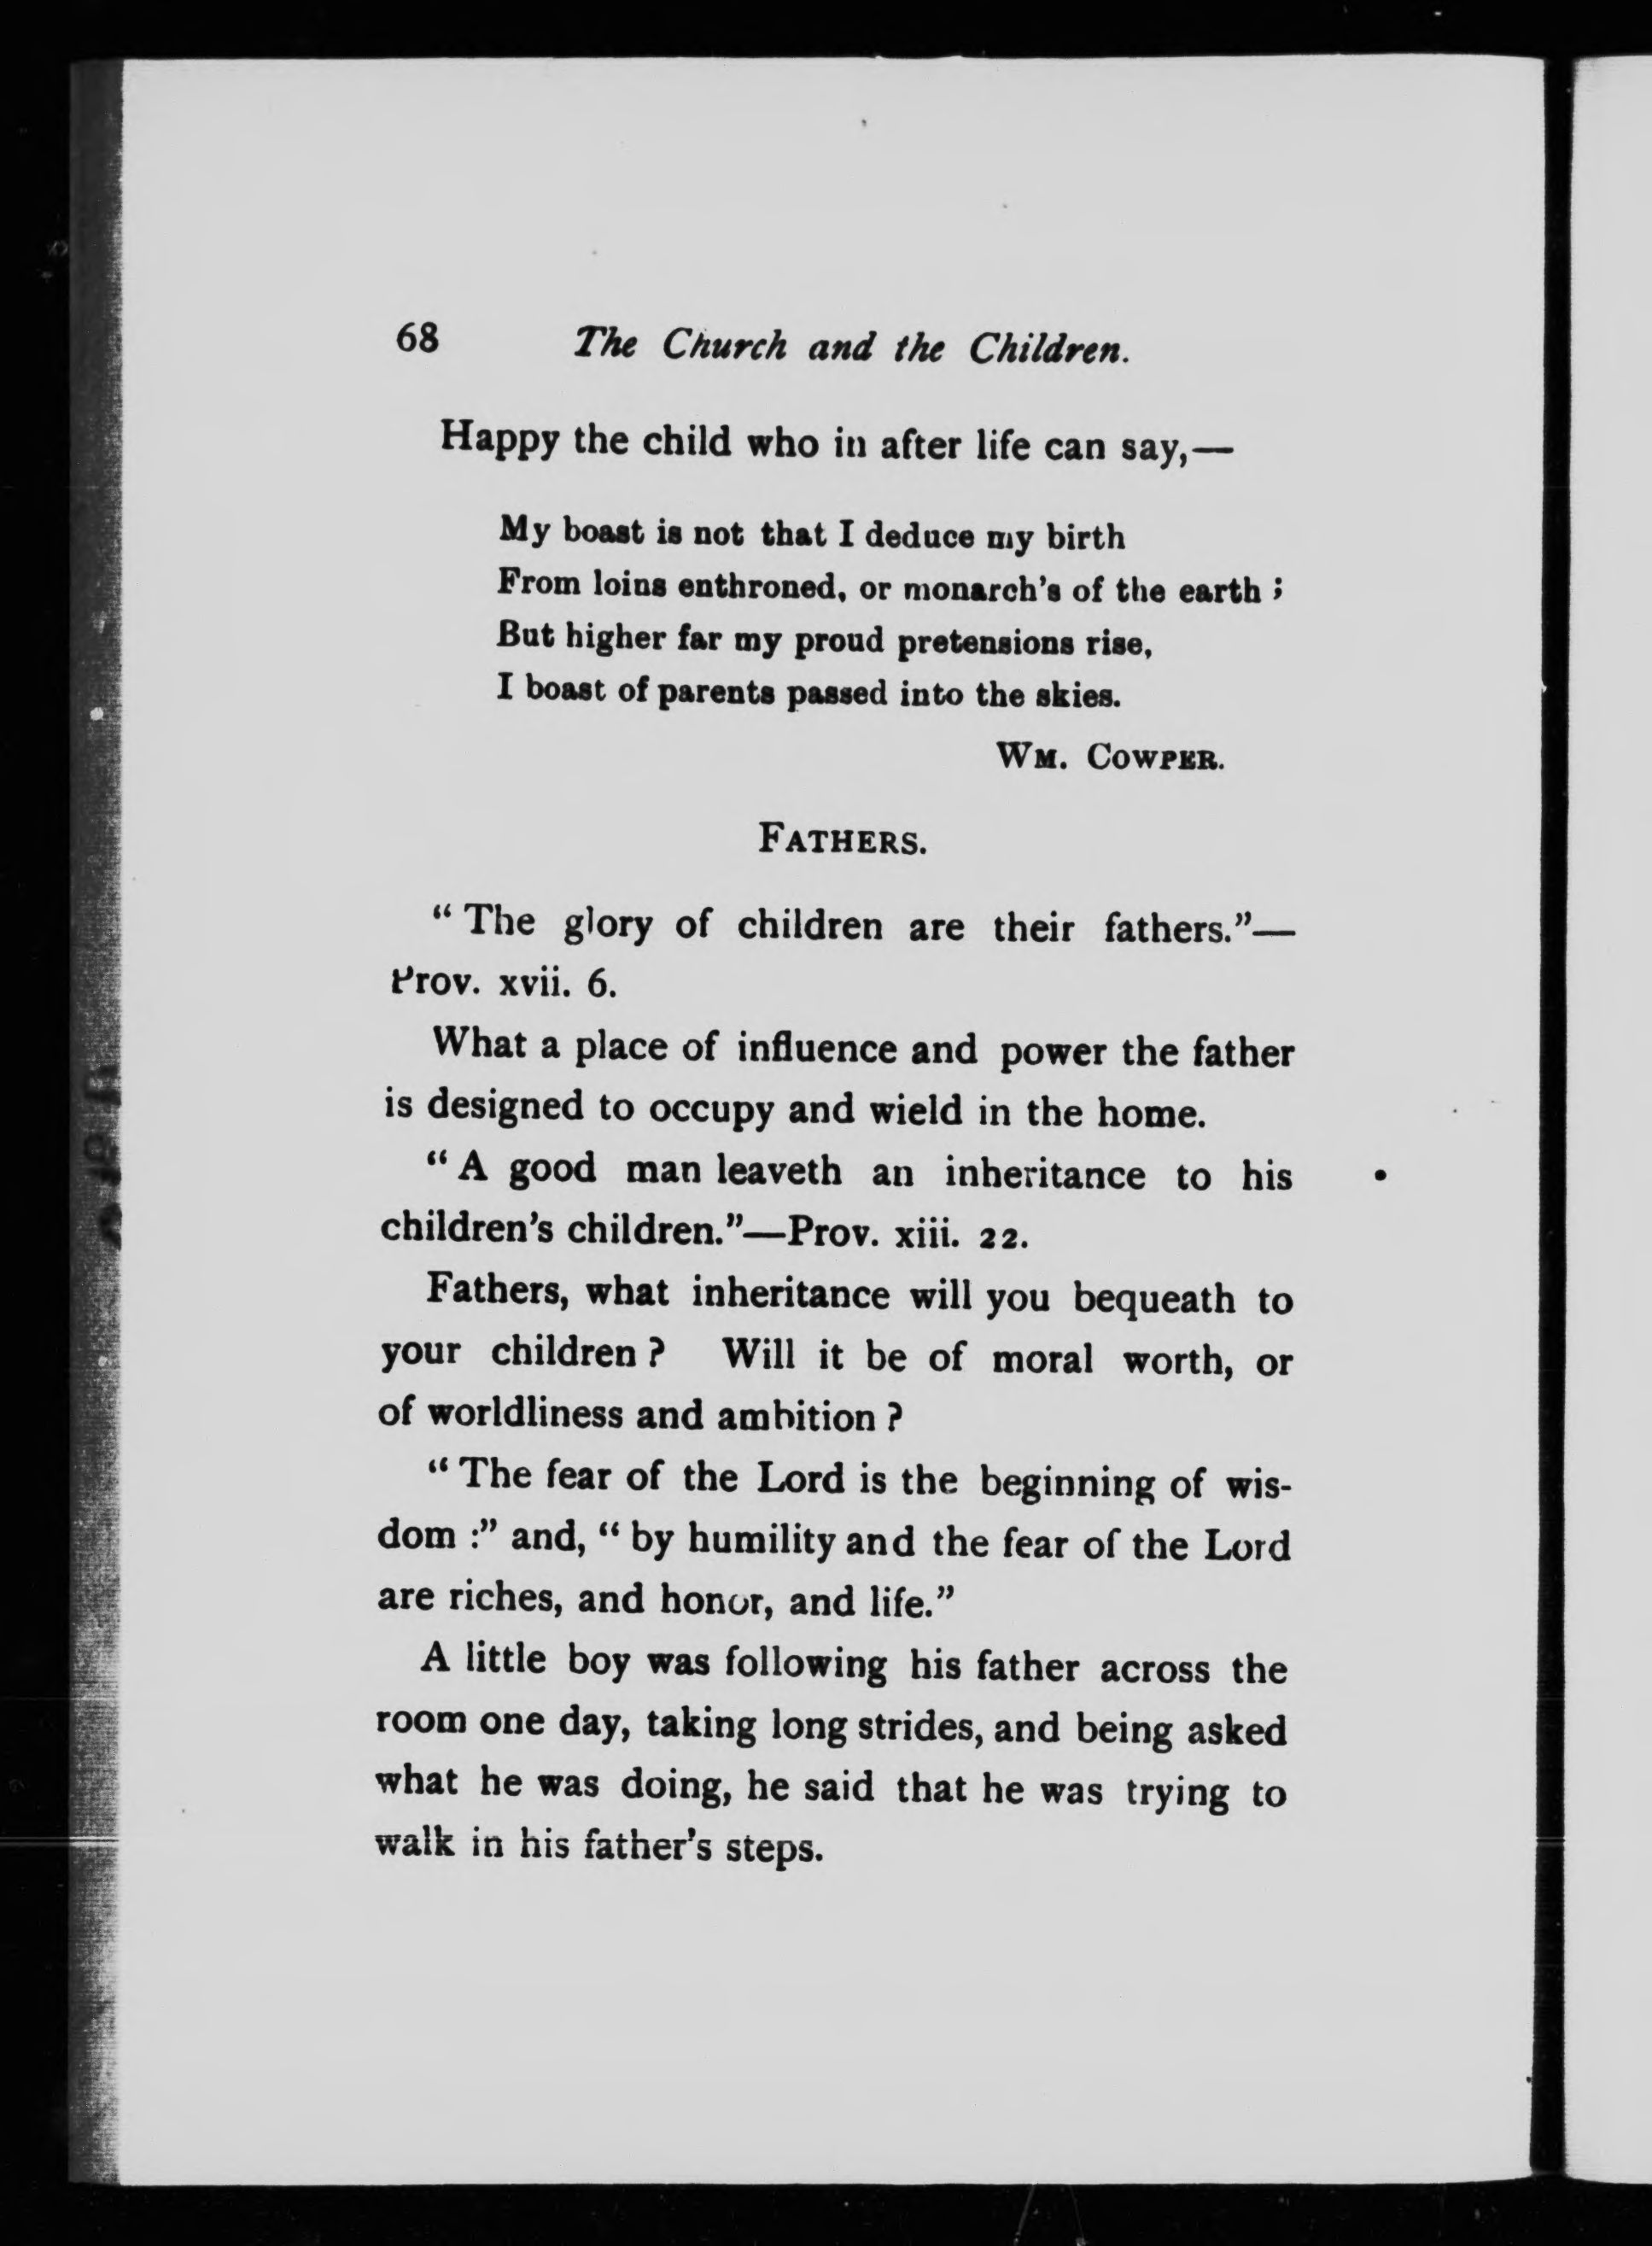 68 The Church and the Children.
Happy the child who in after life can say,—
My boast is not that I deduce my birth
From loins enthroned, or monarch's of the earth ;
But higher far my proud pretensions rise,
I boast of parents passed into the skies.
WM. COWPER.
FATHERS.
" The glory of children are their fathers."—
Prov. xvii. 6.
What a place of influence and power the father
is designed to occupy and wield in the home.
" A good man leaveth an inheritance to his
children's children."—Prov. xiii. 22.
Fathers, what inheritance will you bequeath to
your children ? Will it be of moral worth, or
of worldliness and ambition ?
" The fear of the Lord is the beginning of wis-
dom :" and, " by humility and the fear of the Lord
are riches, and honor, and life."
A little boy was following his father across the
room one day, taking long strides, and being asked
what he was doing, he said that he was trying to
walk in his father's steps.